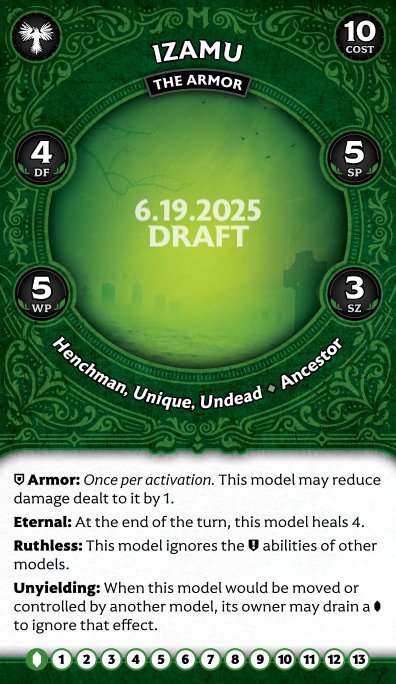 M
10
COST
IZAMU
THE ARMOR
4
DF
5
SP
6.19.2025
DRAFT
5
WP
3
SZ
Henchman, Unique, Undead ◆ Ancestor
Armor: Once per activation. This model may reduce
damage dealt to it by 1.
Eternal: At the end of the turn, this model heals 4.
Ruthless: This model ignores the abilities of other
models.
Unyielding: When this model would be moved or
controlled by another model, its owner may drain a
to ignore that effect.
1 2 3 4 5 6 7 8 9 10 11 12 13